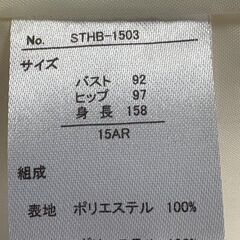 No. STHB-1503
サイズ
バスト 92
ヒップ 97
身長 158
15AR
組成
表地 ポリエステル 100%